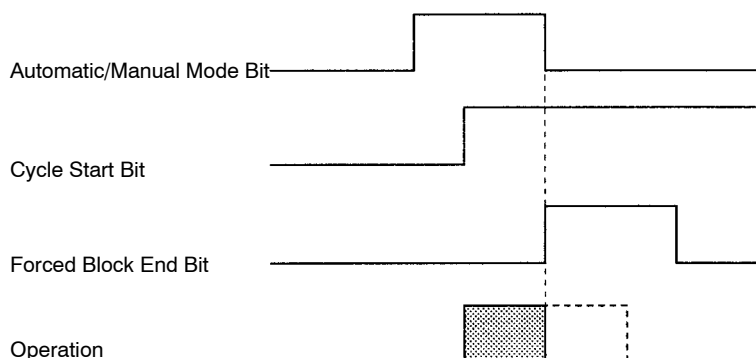 Automatic/Manual Mode Bit
Cycle Start Bit
Forced Block End Bit
Operation